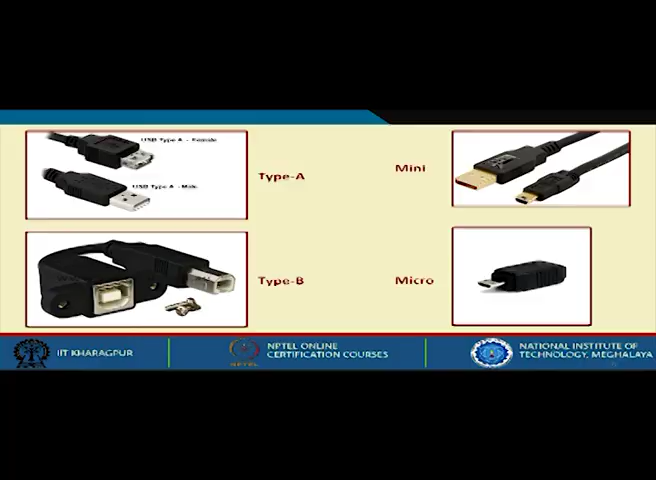 USB Type A - Female
USB Type A - Male
Type-A
Mini
Type-B
Micro
IIT KHARAGPUR
NPTEL
NPTEL ONLINE
CERTIFICATION COURSES
NATIONAL INSTITUTE OF
TECHNOLOGY, MEGHALAYA